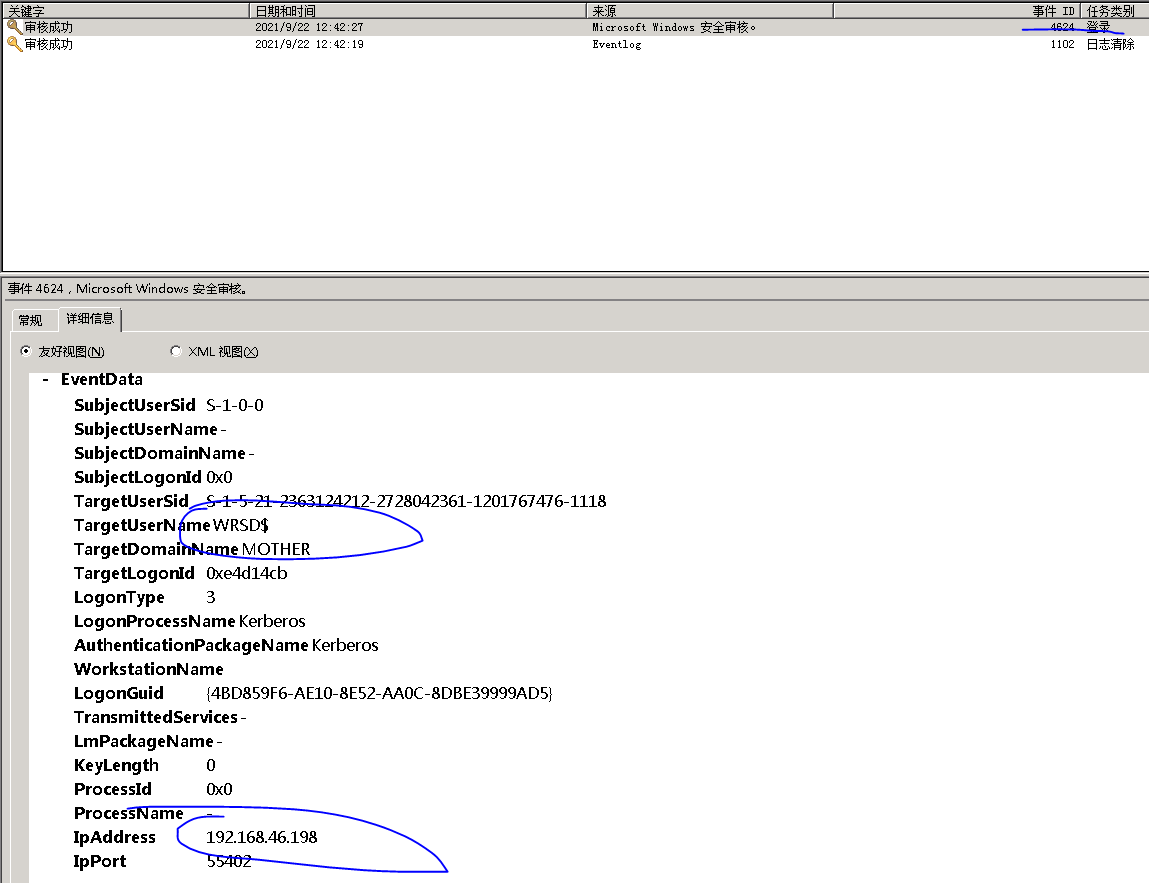 关键字 日期和时间 来源 事件 ID 任务类别
审核成功 2021/9/22 12:42:27 Microsoft Windows 安全审核。 4624 登录
审核成功 2021/9/22 12:42:19 Eventlog 1102 日志清除
事件 4624，Microsoft Windows 安全审核。
常规 详细信息
友好视图(N) XML 视图(X)
- EventData
SubjectUserSid S-1-0-0
SubjectUserName -
SubjectDomainName -
SubjectLogonId 0x0
TargetUserSid S-1-5-21-2363124212-2728042361-1201767476-1118
TargetUserName WRSD$
TargetDomainName MOTHER
TargetLogonId 0xe4d14cb
LogonType 3
LogonProcessName Kerberos
AuthenticationPackageName Kerberos
WorkstationName
LogonGuid {4BD859F6-AE10-8E52-AA0C-8DBE39999AD5}
TransmittedServices -
LmPackageName -
KeyLength 0
ProcessId 0x0
ProcessName -
IpAddress 192.168.46.198
IpPort 55402